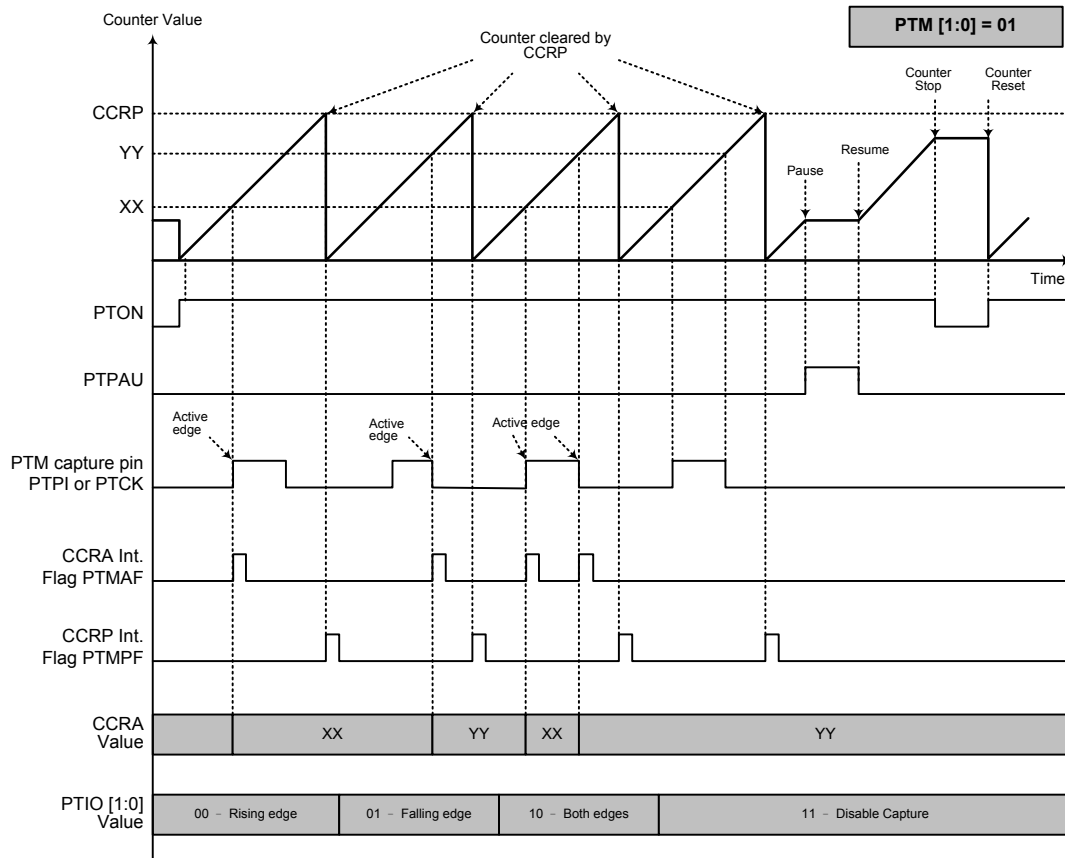 Counter Value
PTM [1:0] = 01
Counter cleared by
CCRP
Counter
Stop
Counter
Reset
CCRP
YY
Resume
Pause
XX
Time
PTON
PTPAU
Active
edge
Active
edge
Active edge
PTM capture pin
PTPI or PTCK
CCRA Int.
Flag PTMAF
CCRP Int.
Flag PTMPF
CCRA
Value
XX
YY
XX
YY
PTIO [1:0]
Value
00 - Rising edge
01 - Falling edge
10 - Both edges
11 - Disable Capture